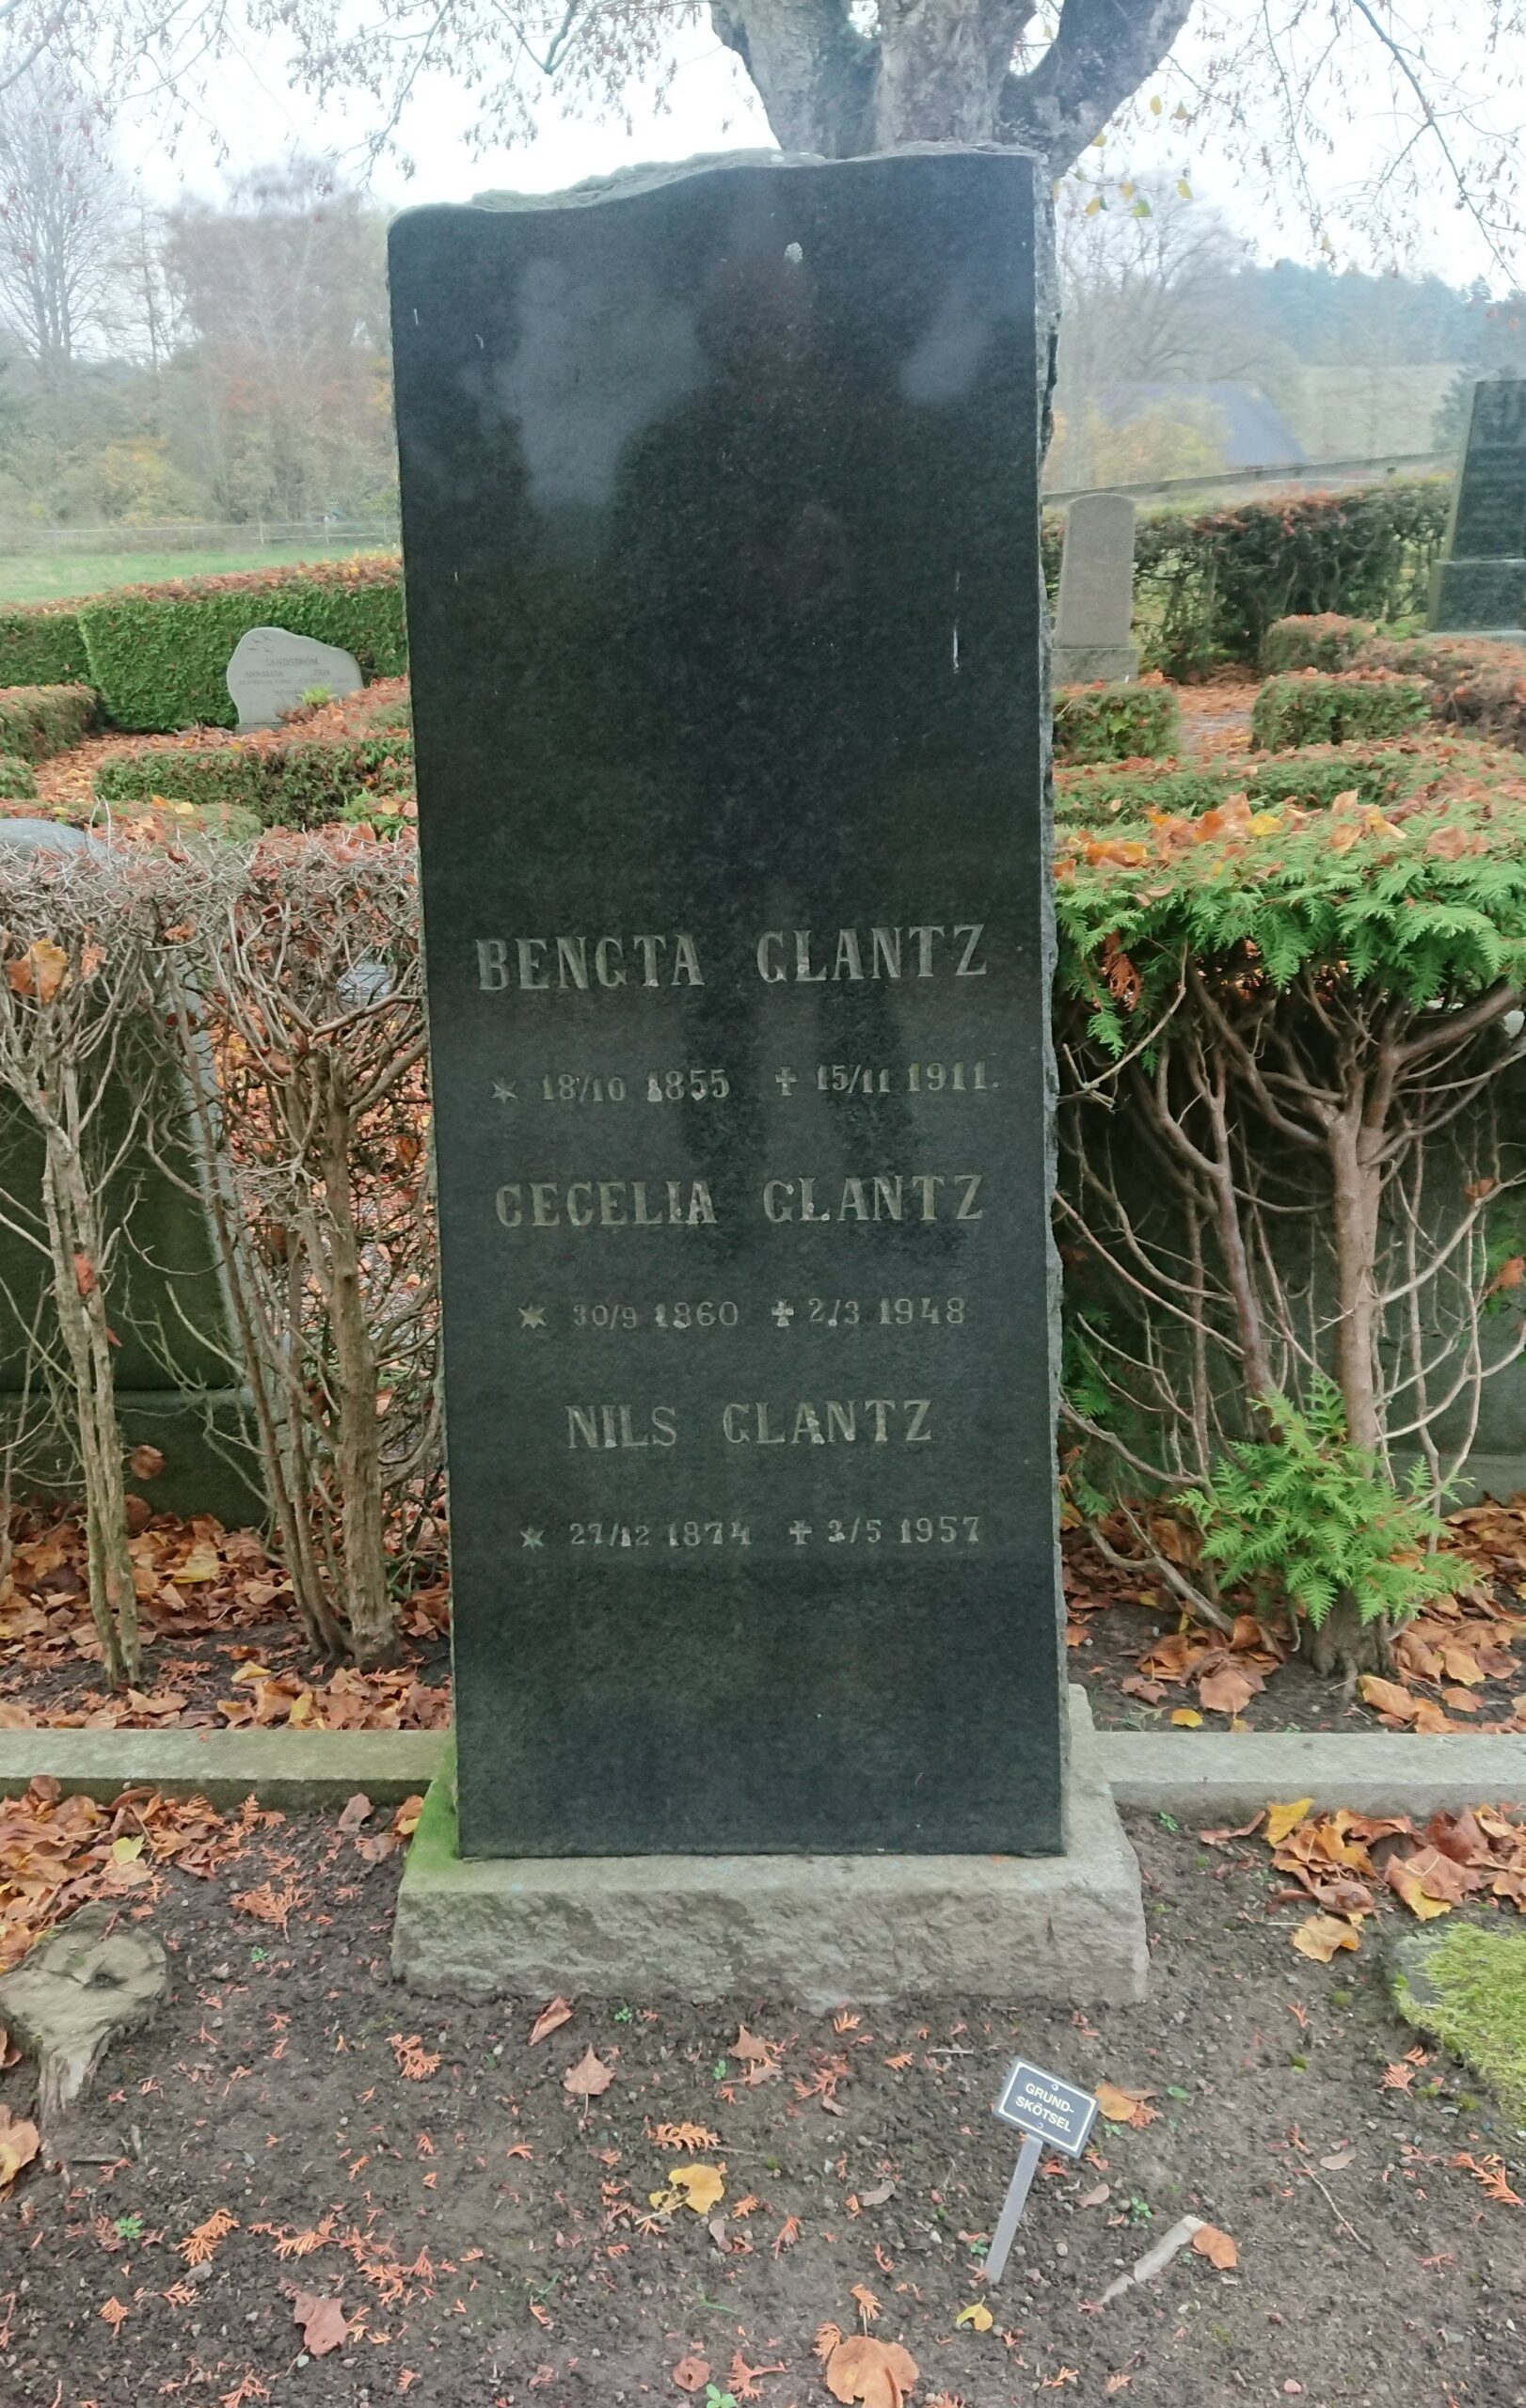 BENGTA GLANTZ
* 18/10 1855 ✝ 15/11 1911.
CECELIA GLANTZ
* 30/9 1860 ✝ 2/3 1948
NILS GLANTZ
* 27/12 1874 ✝ 3/5 1957
SANDSTRÖM
GRUND-
SKÖTSEL